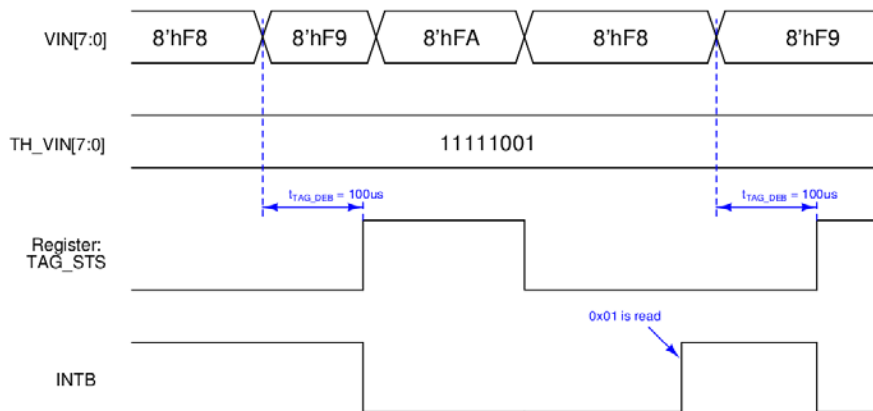 VIN[7:0]
8'hF8
8'hF9
8'hFA
8'hF8
8'hF9
TH_VIN[7:0]
11111001
tTAG_DEB = 100us
tTAG_DEB = 100us
Register:
TAG_STS
0x01 is read
INTB